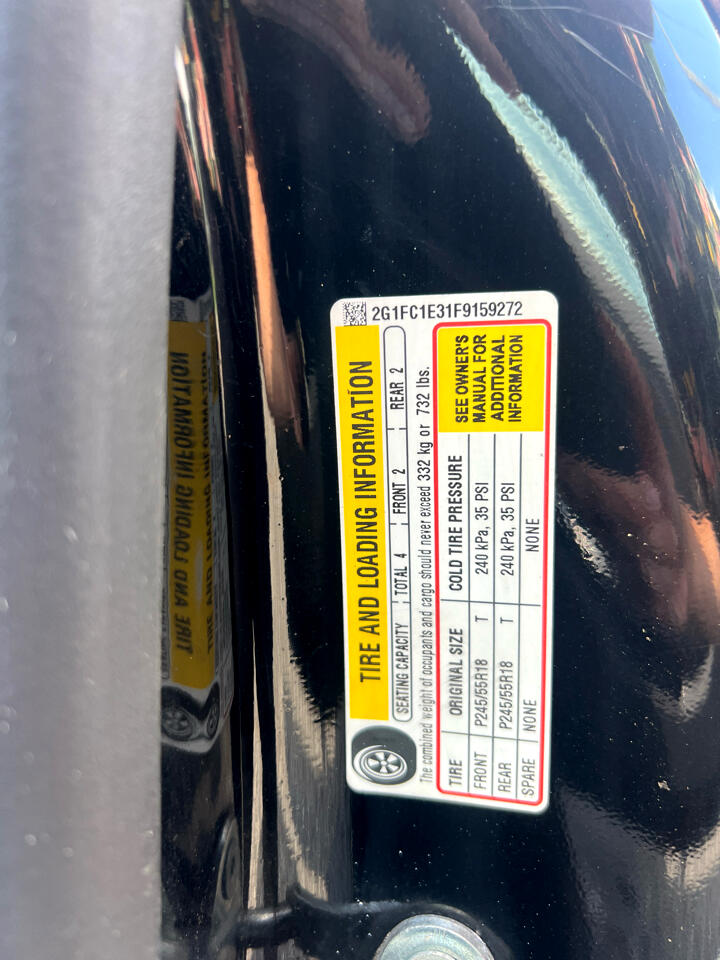 2G1FC1E31F9159272
TIRE AND LOADING INFORMATION
SEATING CAPACITY TOTAL 4 FRONT 2 REAR 2
The combined weight of occupants and cargo should never exceed 332 kg or 732 lbs.
TIRE ORIGINAL SIZE COLD TIRE PRESSURE
FRONT P245/55R18 T 240 kPa, 35 PSI
REAR P245/55R18 T 240 kPa, 35 PSI
SPARE NONE NONE
SEE OWNER'S
MANUAL FOR
ADDITIONAL
INFORMATION